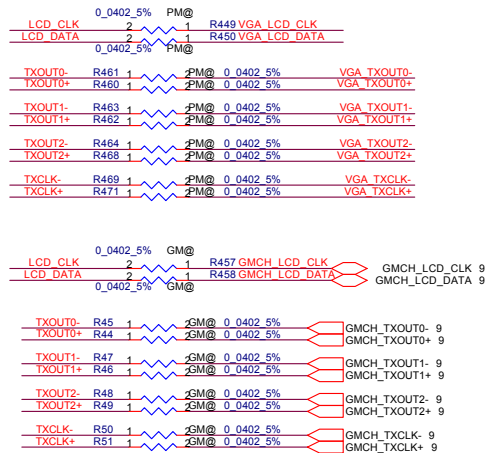 0_0402_5% PM@
LCD_CLK 2 1 R449 VGA_LCD_CLK
LCD_DATA 2 1 R450 VGA_LCD_DATA
0_0402_5% PM@
TXOUT0- R461 1 2 PM@ 0_0402_5% VGA_TXOUT0-
TXOUT0+ R460 1 2 PM@ 0_0402_5% VGA_TXOUT0+
TXOUT1- R463 1 2 PM@ 0_0402_5% VGA_TXOUT1-
TXOUT1+ R462 1 2 PM@ 0_0402_5% VGA_TXOUT1+
TXOUT2- R464 1 2 PM@ 0_0402_5% VGA_TXOUT2-
TXOUT2+ R468 1 2 PM@ 0_0402_5% VGA_TXOUT2+
TXCLK- R469 1 2 PM@ 0_0402_5% VGA_TXCLK-
TXCLK+ R471 1 2 PM@ 0_0402_5% VGA_TXCLK+
0_0402_5% GM@
LCD_CLK 2 1 R457 GMCH_LCD_CLK GMCH_LCD_CLK 9
LCD_DATA 2 1 R458 GMCH_LCD_DATA GMCH_LCD_DATA 9
0_0402_5% GM@
TXOUT0- R45 1 2 GM@ 0_0402_5% GMCH_TXOUT0- 9
TXOUT0+ R44 1 2 GM@ 0_0402_5% GMCH_TXOUT0+ 9
TXOUT1- R47 1 2 GM@ 0_0402_5% GMCH_TXOUT1- 9
TXOUT1+ R46 1 2 GM@ 0_0402_5% GMCH_TXOUT1+ 9
TXOUT2- R48 1 2 GM@ 0_0402_5% GMCH_TXOUT2- 9
TXOUT2+ R49 1 2 GM@ 0_0402_5% GMCH_TXOUT2+ 9
TXCLK- R50 1 2 GM@ 0_0402_5% GMCH_TXCLK- 9
TXCLK+ R51 1 2 GM@ 0_0402_5% GMCH_TXCLK+ 9